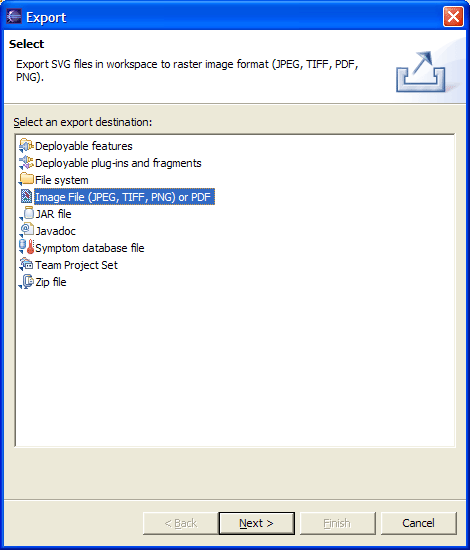 Export
Select
Export SVG files in workspace to raster image format (JPEG, TIFF, PDF,
PNG).
Select an export destination:
Deployable features
Deployable plug-ins and fragments
File system
Image File (JPEG, TIFF, PNG) or PDF
JAR file
Javadoc
Symptom database file
Team Project Set
Zip file
< Back Next > Finish Cancel